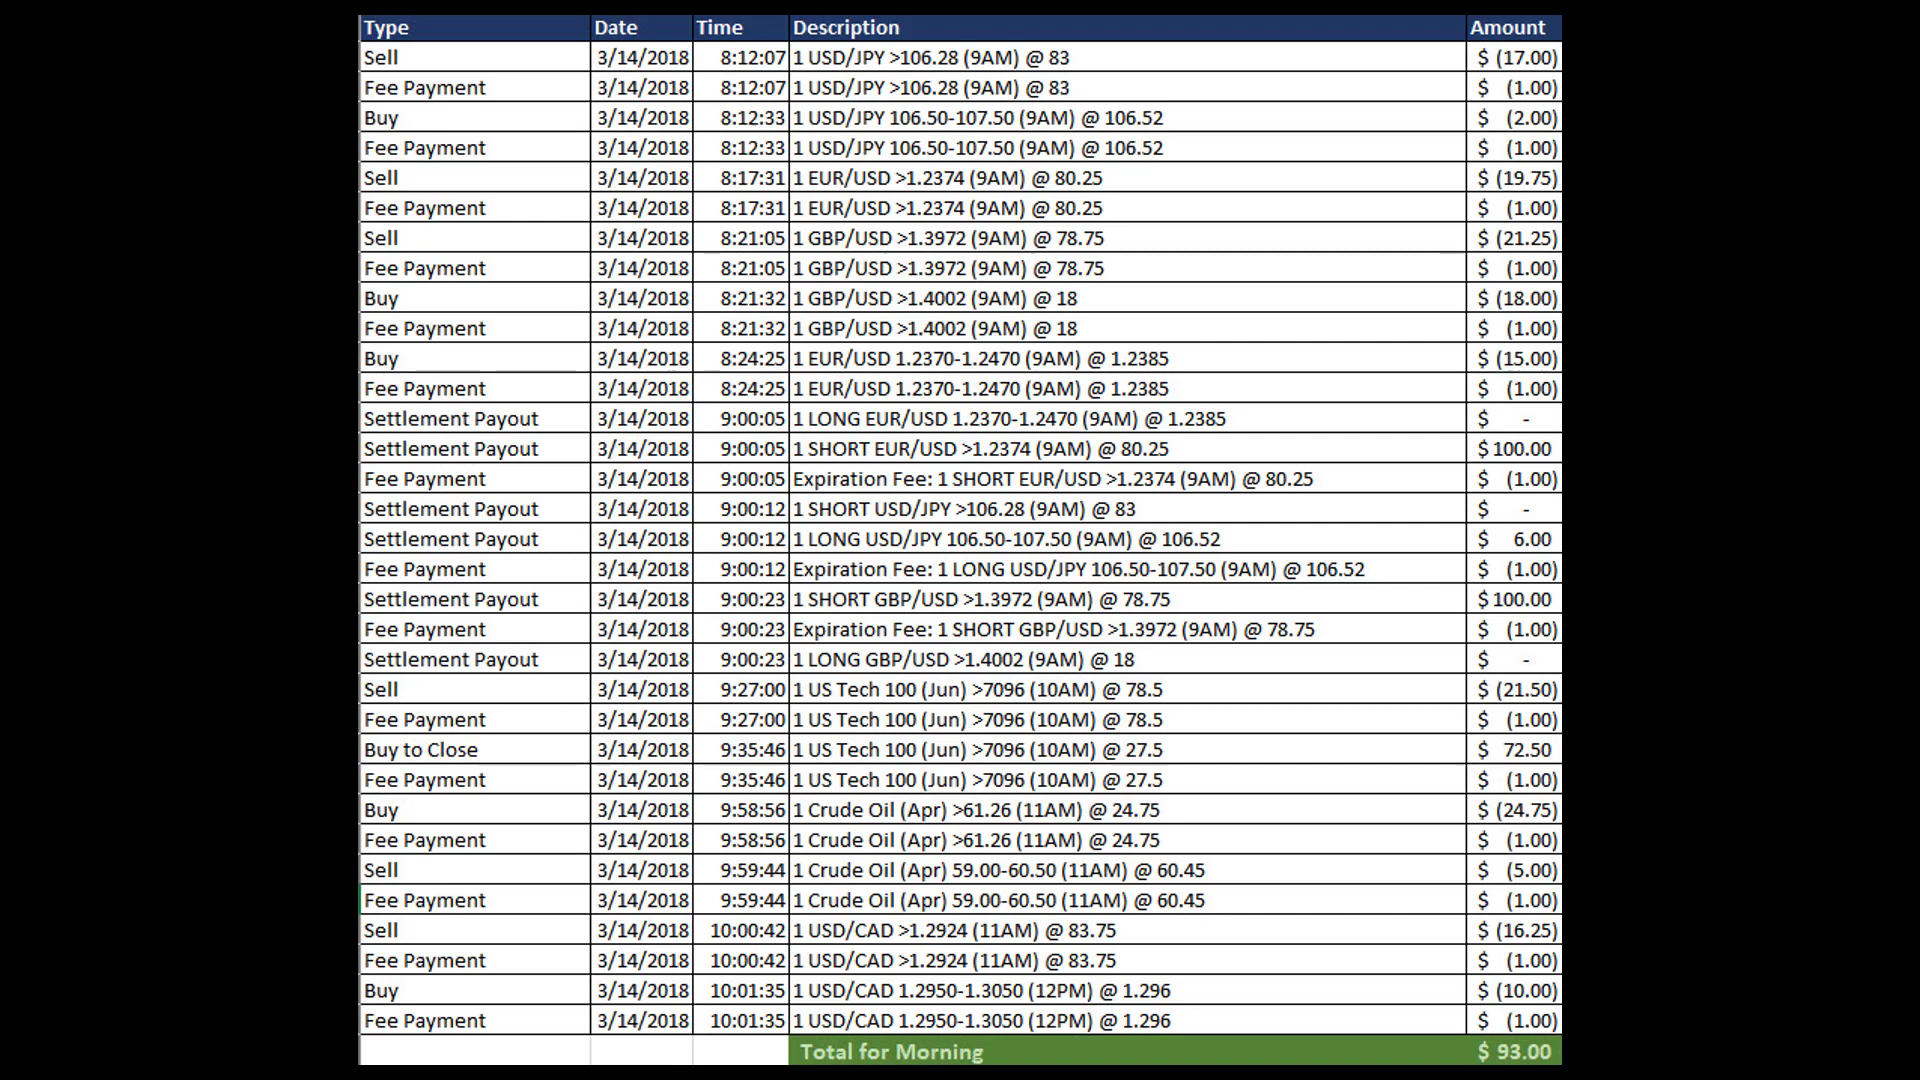 Type Date Time Description Amount
Sell 3/14/2018 8:12:07 1 USD/JPY >106.28 (9AM) @ 83 $ (17.00)
Fee Payment 3/14/2018 8:12:07 1 USD/JPY >106.28 (9AM) @ 83 $ (1.00)
Buy 3/14/2018 8:12:33 1 USD/JPY 106.50-107.50 (9AM) @ 106.52 $ (2.00)
Fee Payment 3/14/2018 8:12:33 1 USD/JPY 106.50-107.50 (9AM) @ 106.52 $ (1.00)
Sell 3/14/2018 8:17:31 1 EUR/USD >1.2374 (9AM) @ 80.25 $ (19.75)
Fee Payment 3/14/2018 8:17:31 1 EUR/USD >1.2374 (9AM) @ 80.25 $ (1.00)
Sell 3/14/2018 8:21:05 1 GBP/USD >1.3972 (9AM) @ 78.75 $ (21.25)
Fee Payment 3/14/2018 8:21:05 1 GBP/USD >1.3972 (9AM) @ 78.75 $ (1.00)
Buy 3/14/2018 8:21:32 1 GBP/USD >1.4002 (9AM) @ 18 $ (18.00)
Fee Payment 3/14/2018 8:21:32 1 GBP/USD >1.4002 (9AM) @ 18 $ (1.00)
Buy 3/14/2018 8:24:25 1 EUR/USD 1.2370-1.2470 (9AM) @ 1.2385 $ (15.00)
Fee Payment 3/14/2018 8:24:25 1 EUR/USD 1.2370-1.2470 (9AM) @ 1.2385 $ (1.00)
Settlement Payout 3/14/2018 9:00:05 1 LONG EUR/USD 1.2370-1.2470 (9AM) @ 1.2385 $ -
Settlement Payout 3/14/2018 9:00:05 1 SHORT EUR/USD >1.2374 (9AM) @ 80.25 $ 100.00
Fee Payment 3/14/2018 9:00:05 Expiration Fee: 1 SHORT EUR/USD >1.2374 (9AM) @ 80.25 $ (1.00)
Settlement Payout 3/14/2018 9:00:12 1 SHORT USD/JPY >106.28 (9AM) @ 83 $ -
Settlement Payout 3/14/2018 9:00:12 1 LONG USD/JPY 106.50-107.50 (9AM) @ 106.52 $ 6.00
Fee Payment 3/14/2018 9:00:12 Expiration Fee: 1 LONG USD/JPY 106.50-107.50 (9AM) @ 106.52 $ (1.00)
Settlement Payout 3/14/2018 9:00:23 1 SHORT GBP/USD >1.3972 (9AM) @ 78.75 $ 100.00
Fee Payment 3/14/2018 9:00:23 Expiration Fee: 1 SHORT GBP/USD >1.3972 (9AM) @ 78.75 $ (1.00)
Settlement Payout 3/14/2018 9:00:23 1 LONG GBP/USD >1.4002 (9AM) @ 18 $ -
Sell 3/14/2018 9:27:00 1 US Tech 100 (Jun) >7096 (10AM) @ 78.5 $ (21.50)
Fee Payment 3/14/2018 9:27:00 1 US Tech 100 (Jun) >7096 (10AM) @ 78.5 $ (1.00)
Buy to Close 3/14/2018 9:35:46 1 US Tech 100 (Jun) >7096 (10AM) @ 27.5 $ 72.50
Fee Payment 3/14/2018 9:35:46 1 US Tech 100 (Jun) >7096 (10AM) @ 27.5 $ (1.00)
Buy 3/14/2018 9:58:56 1 Crude Oil (Apr) >61.26 (11AM) @ 24.75 $ (24.75)
Fee Payment 3/14/2018 9:58:56 1 Crude Oil (Apr) >61.26 (11AM) @ 24.75 $ (1.00)
Sell 3/14/2018 9:59:44 1 Crude Oil (Apr) 59.00-60.50 (11AM) @ 60.45 $ (5.00)
Fee Payment 3/14/2018 9:59:44 1 Crude Oil (Apr) 59.00-60.50 (11AM) @ 60.45 $ (1.00)
Sell 3/14/2018 10:00:42 1 USD/CAD >1.2924 (11AM) @ 83.75 $ (16.25)
Fee Payment 3/14/2018 10:00:42 1 USD/CAD >1.2924 (11AM) @ 83.75 $ (1.00)
Buy 3/14/2018 10:01:35 1 USD/CAD 1.2950-1.3050 (12PM) @ 1.296 $ (10.00)
Fee Payment 3/14/2018 10:01:35 1 USD/CAD 1.2950-1.3050 (12PM) @ 1.296 $ (1.00)
Total for Morning $ 93.00